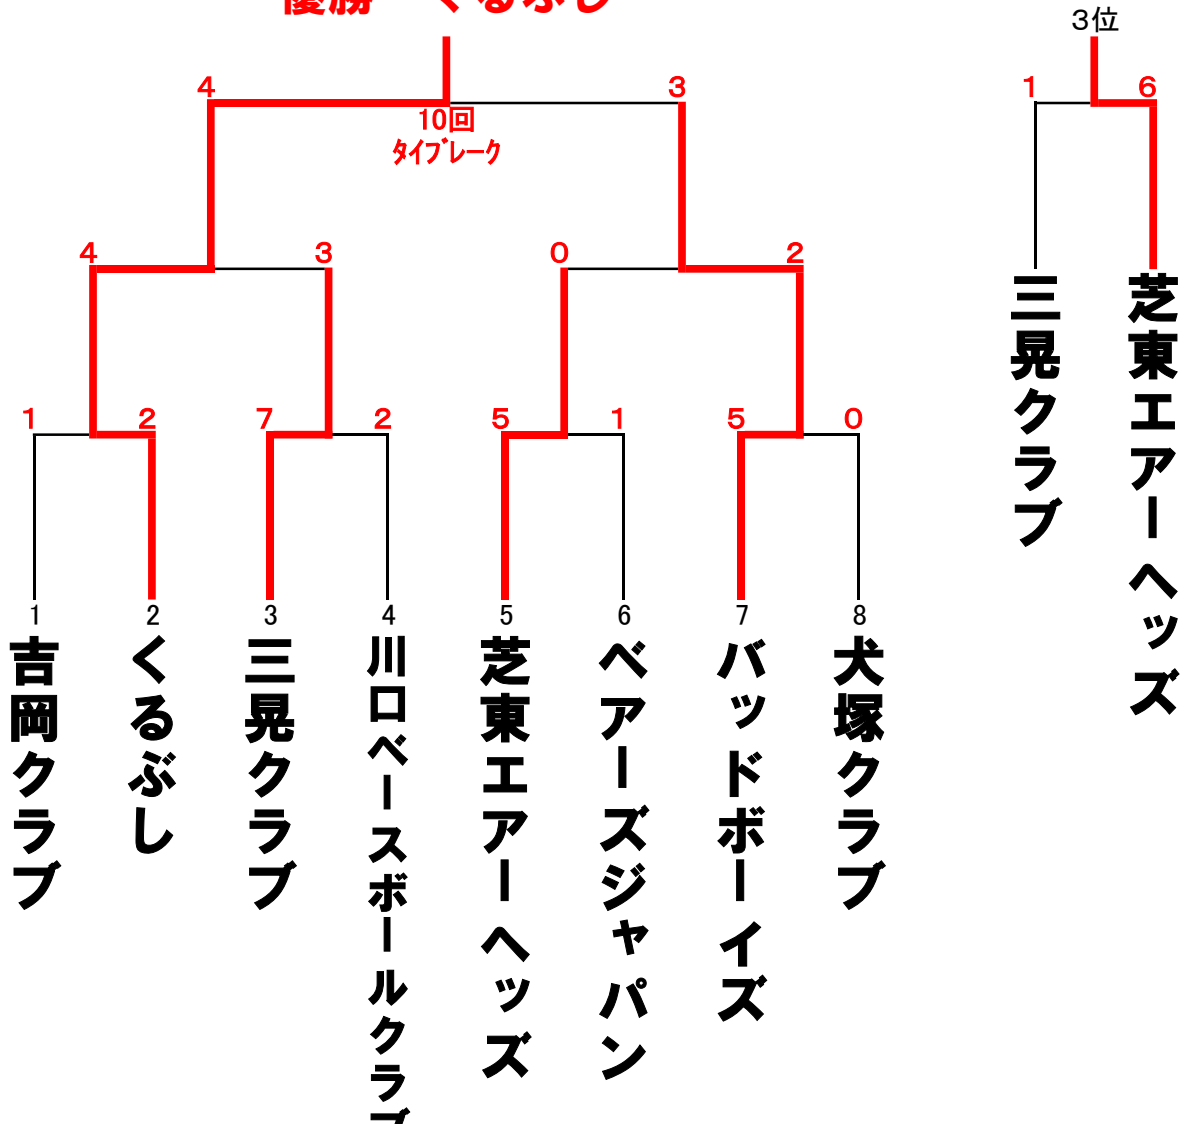 優勝 くるぶし
3位
4 3
1 6
10回
ﾀｲﾌﾞﾚｰｸ
4 3 0 2
三晃クラブ
芝東エアーヘッズ
1 2 7 2 5 1 5 0
1 2 3 4 5 6 7 8
吉岡クラブ
くるぶし
三晃クラブ
川口ベースボールクラブ
芝東エアーヘッズ
ベアーズジャパン
バッドボーイズ
犬塚クラブ